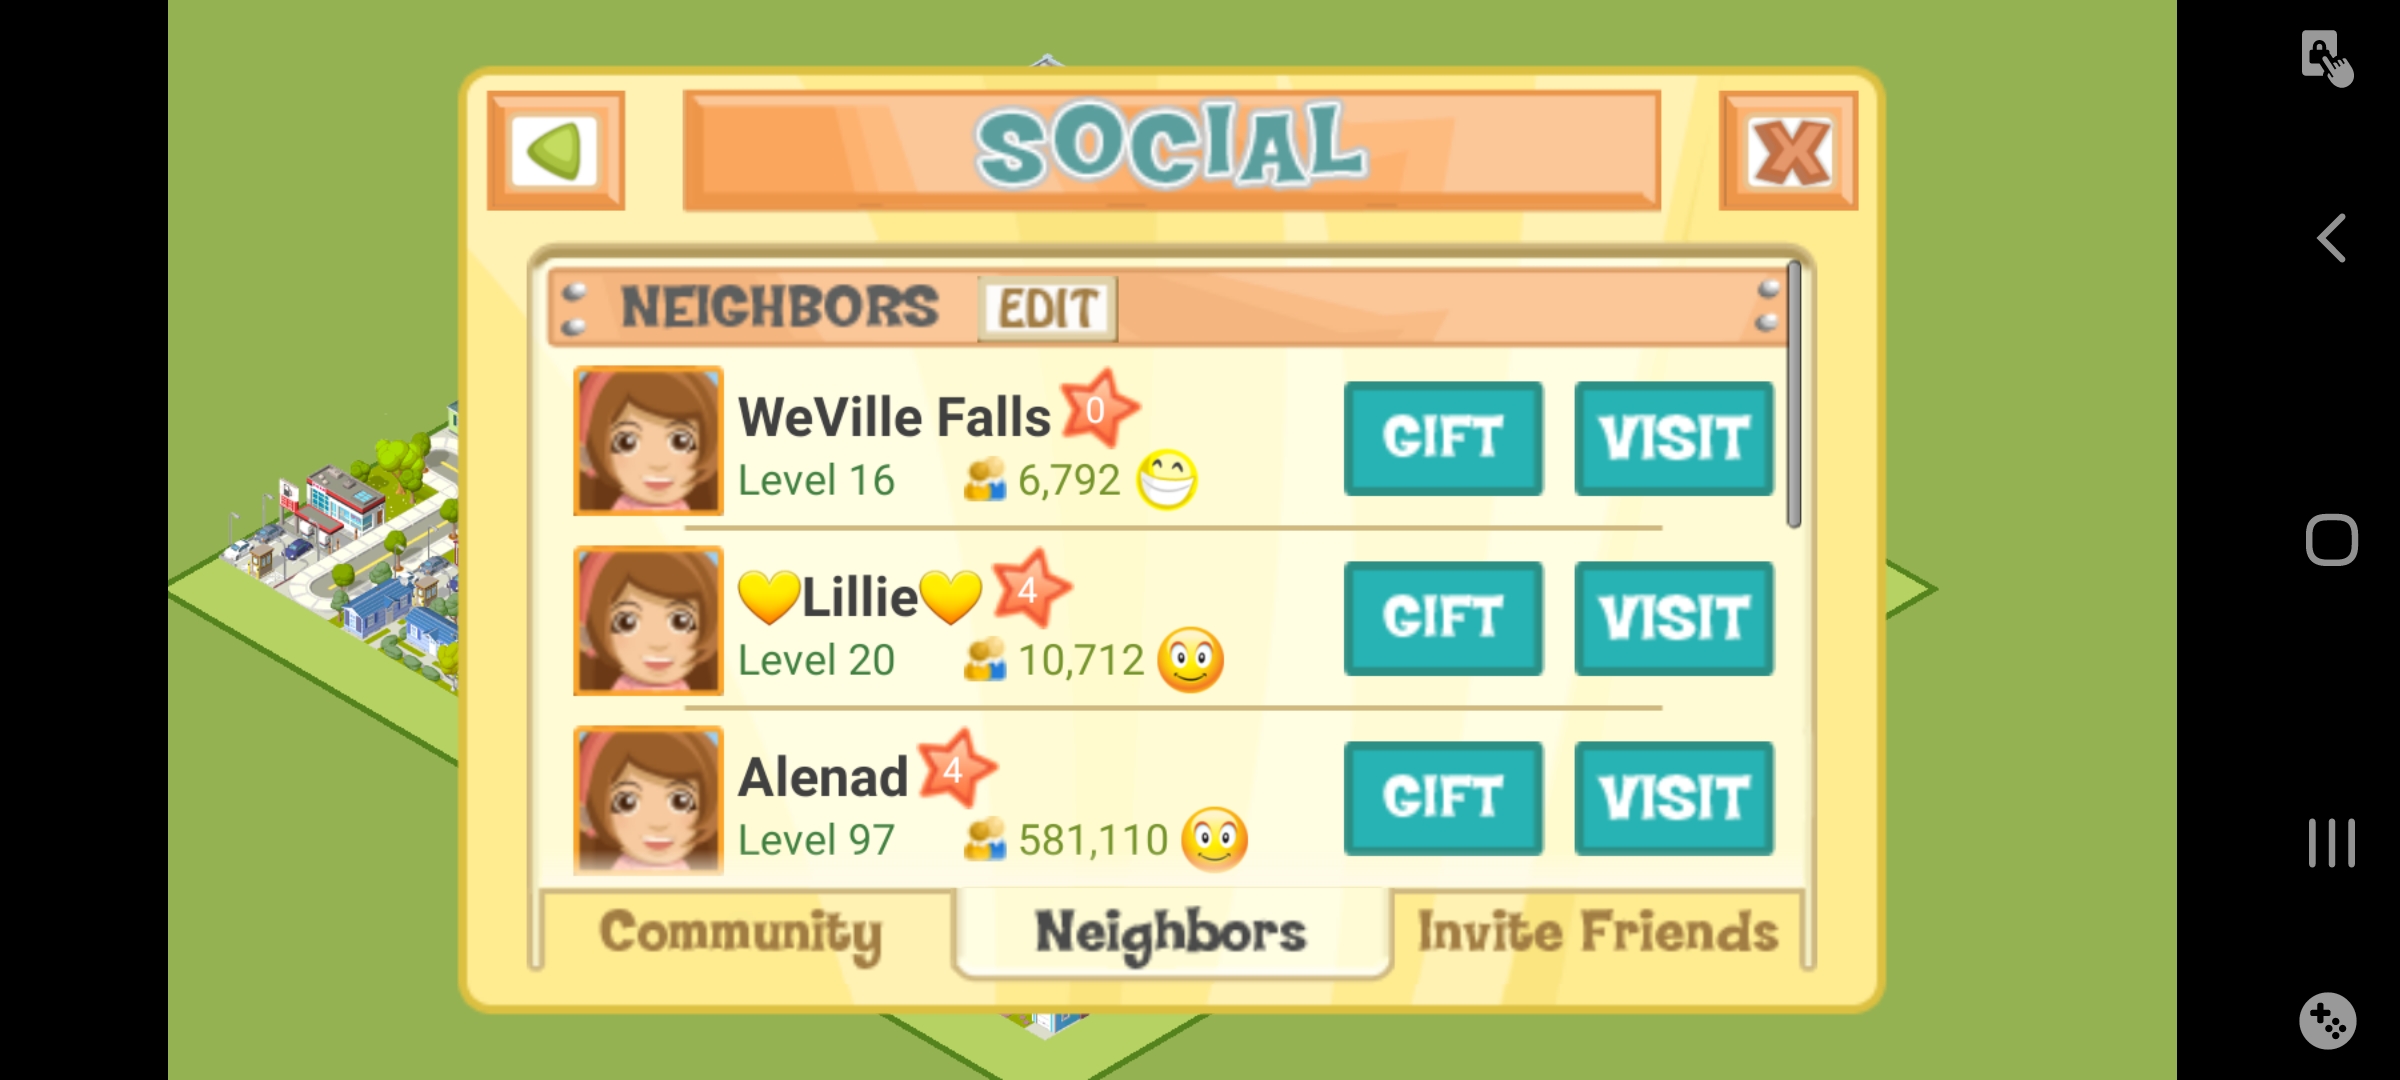 SOCIAL
NEIGHBORS EDIT
WeVille Falls 0
Level 16 6,792
GIFT VISIT
💛Lillie💛 4
Level 20 10,712
GIFT VISIT
Alenad 4
Level 97 581,110
GIFT VISIT
Community Neighbors Invite Friends